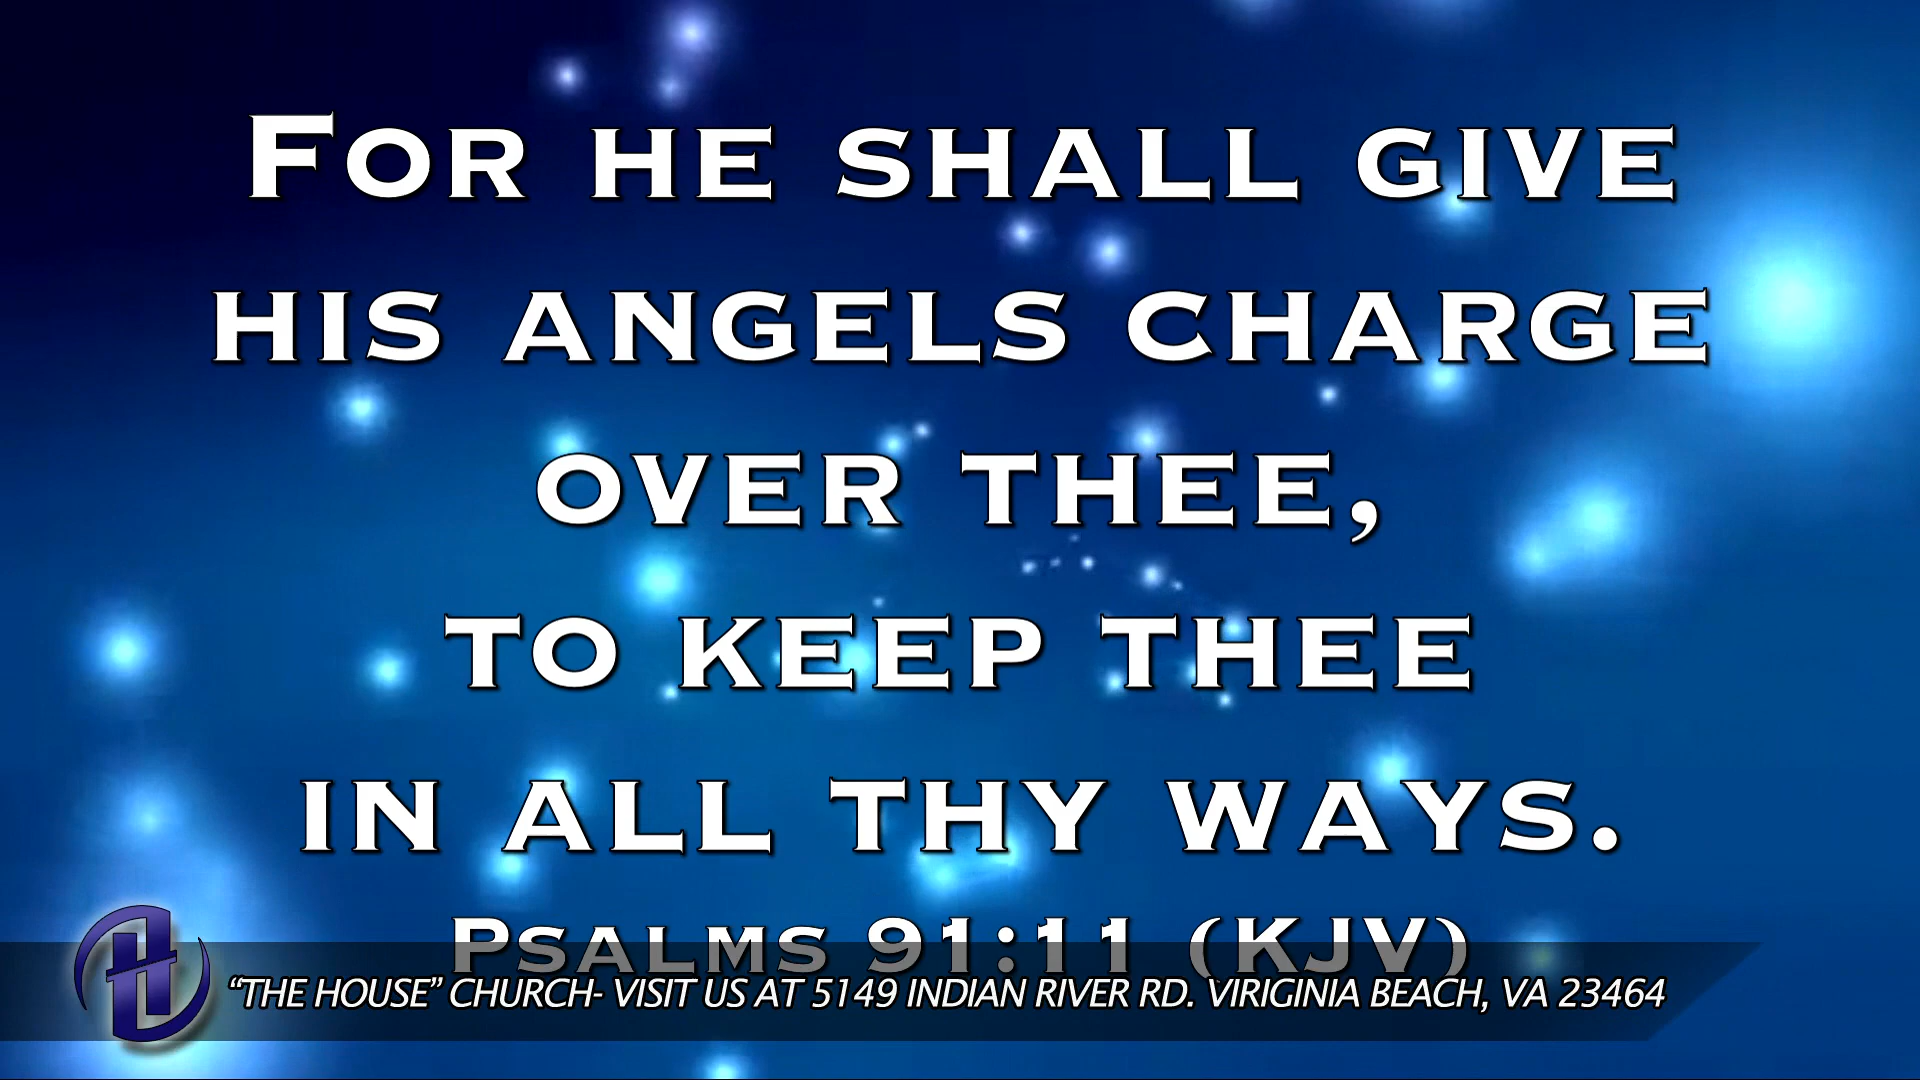 For he shall give
his angels charge
over thee,
to keep thee
in all thy ways.
Psalms 91:11 (KJV)
“THE HOUSE” CHURCH- VISIT US AT 5149 INDIAN RIVER RD. VIRIGINIA BEACH, VA 23464